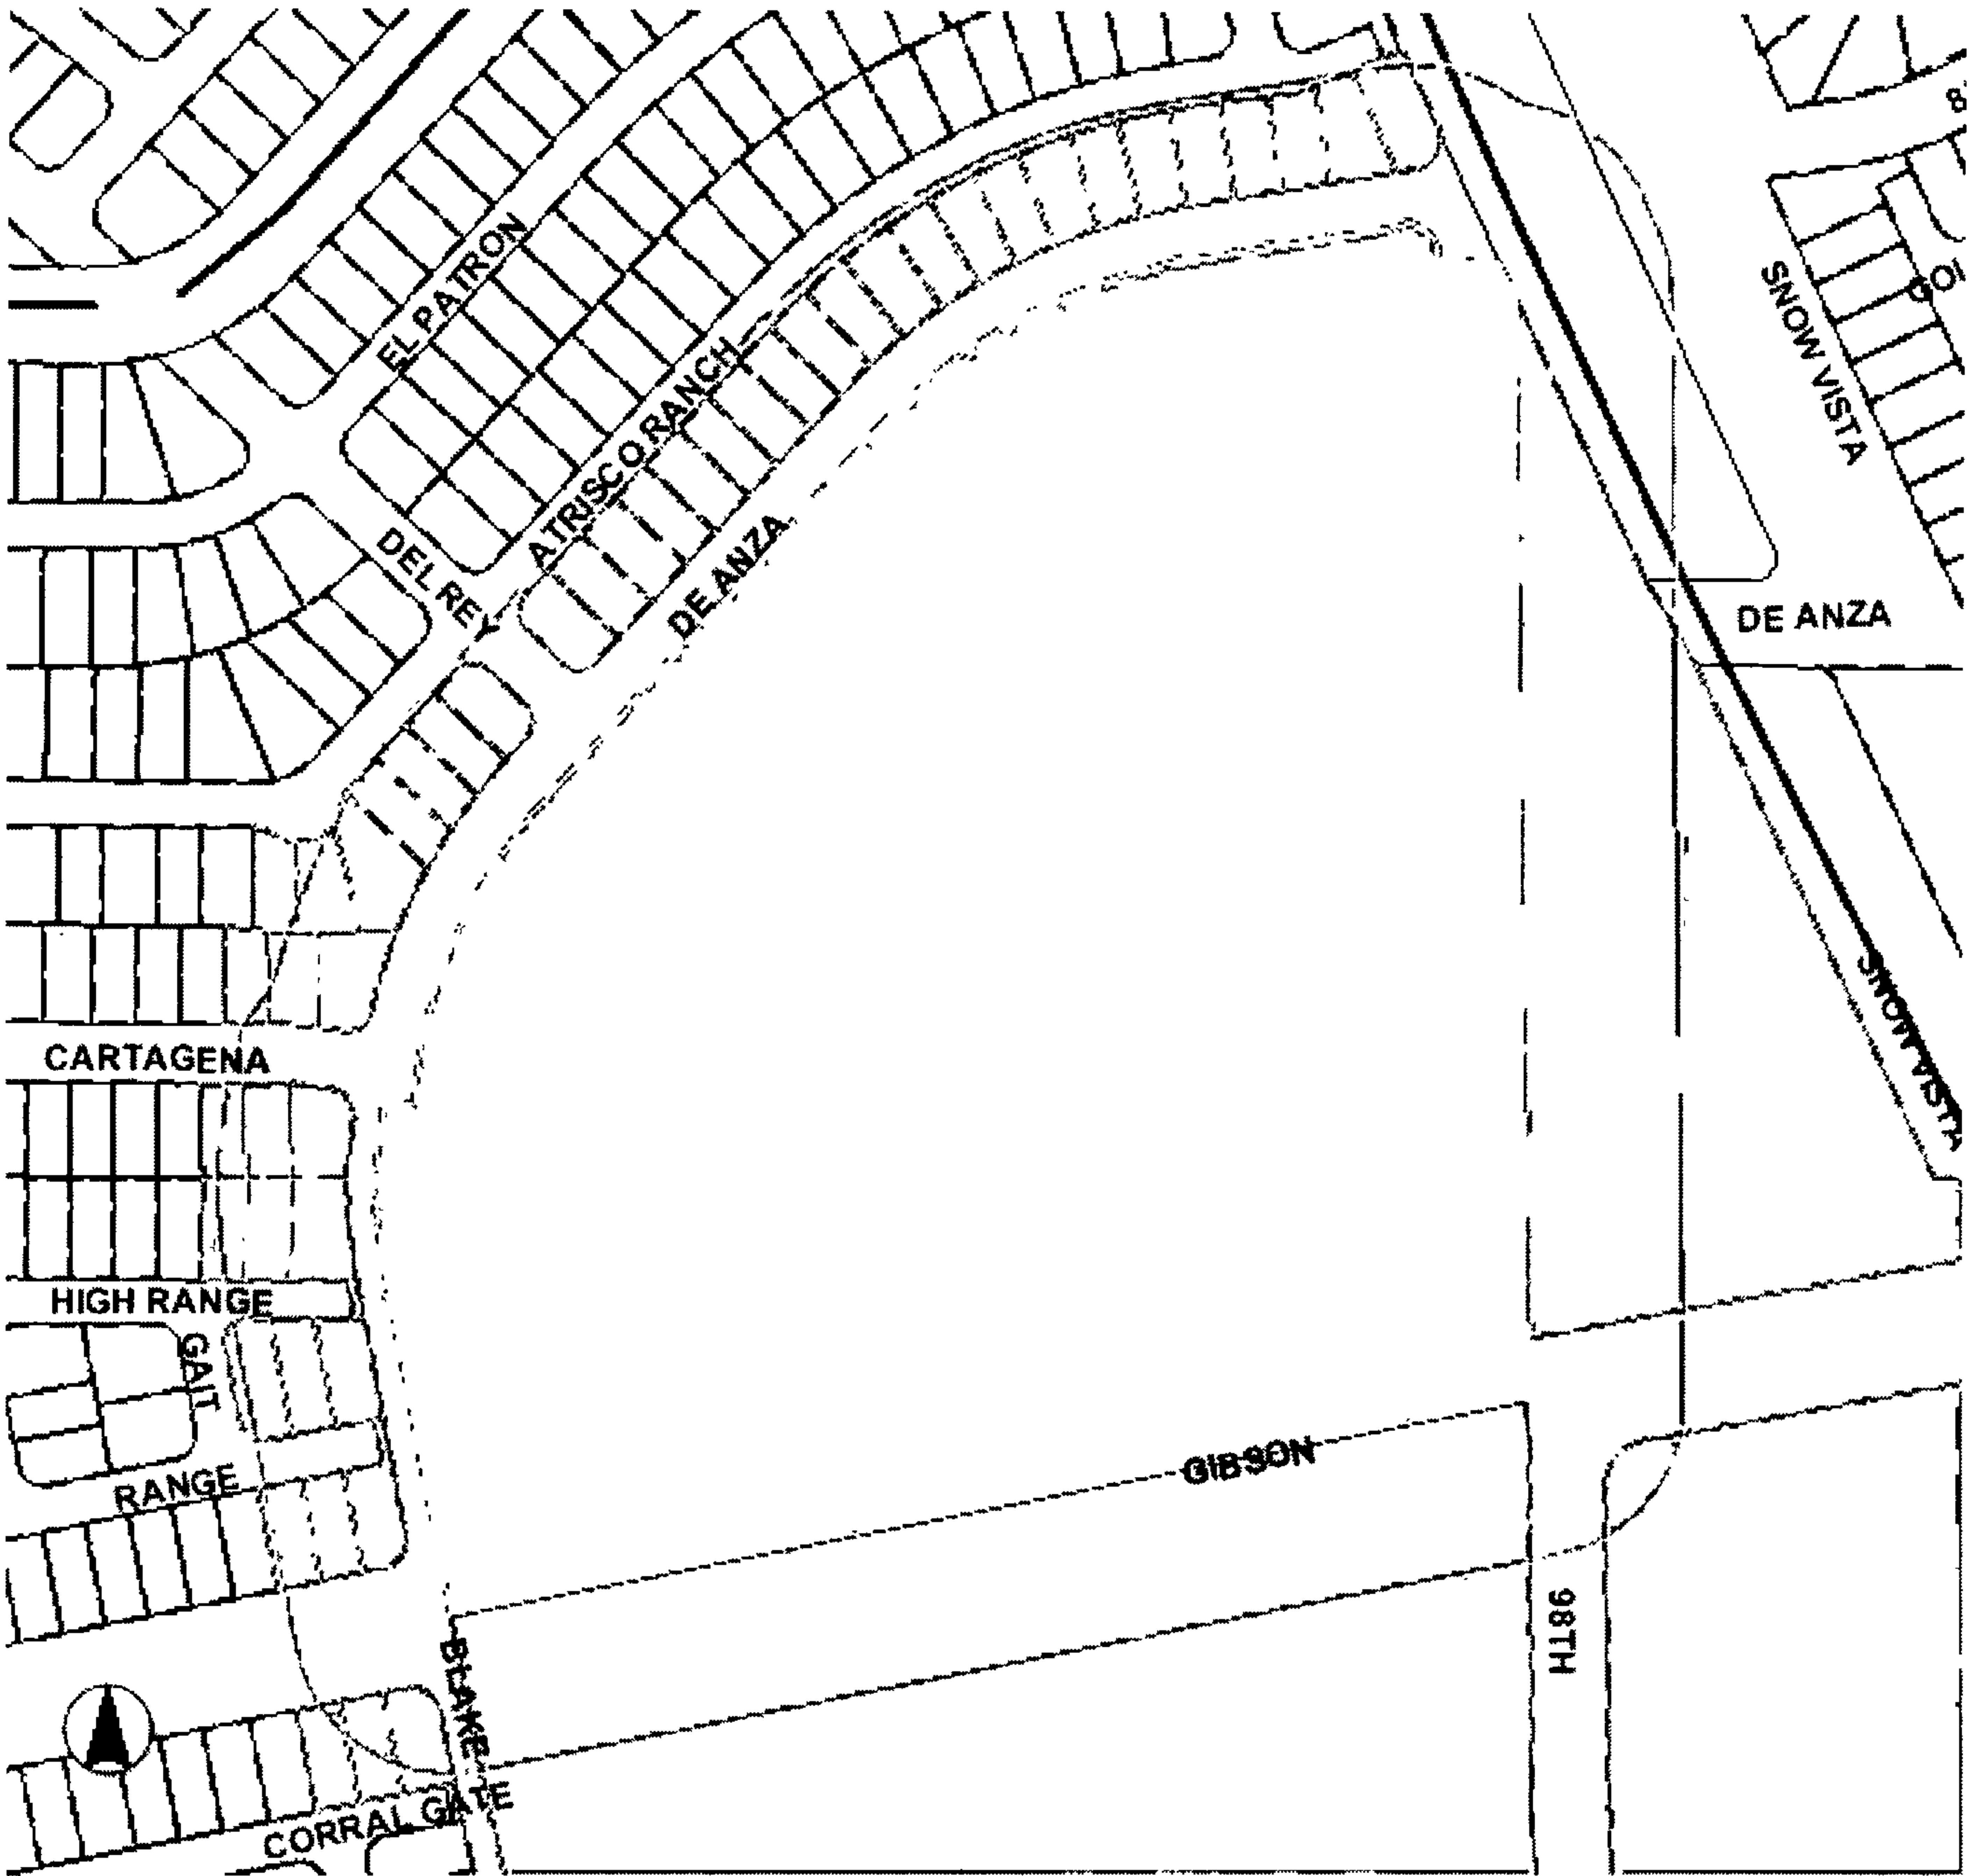 8
EL PATRON
SNOW VISTA
ATRISCO RANCH
DEL REY
DE ANZA
DE ANZA
SNOW VISTA
CARTAGENA
HIGH RANGE
GAIT
RANGE
GIBSON
98TH
BLAKE
CORRAL GATE